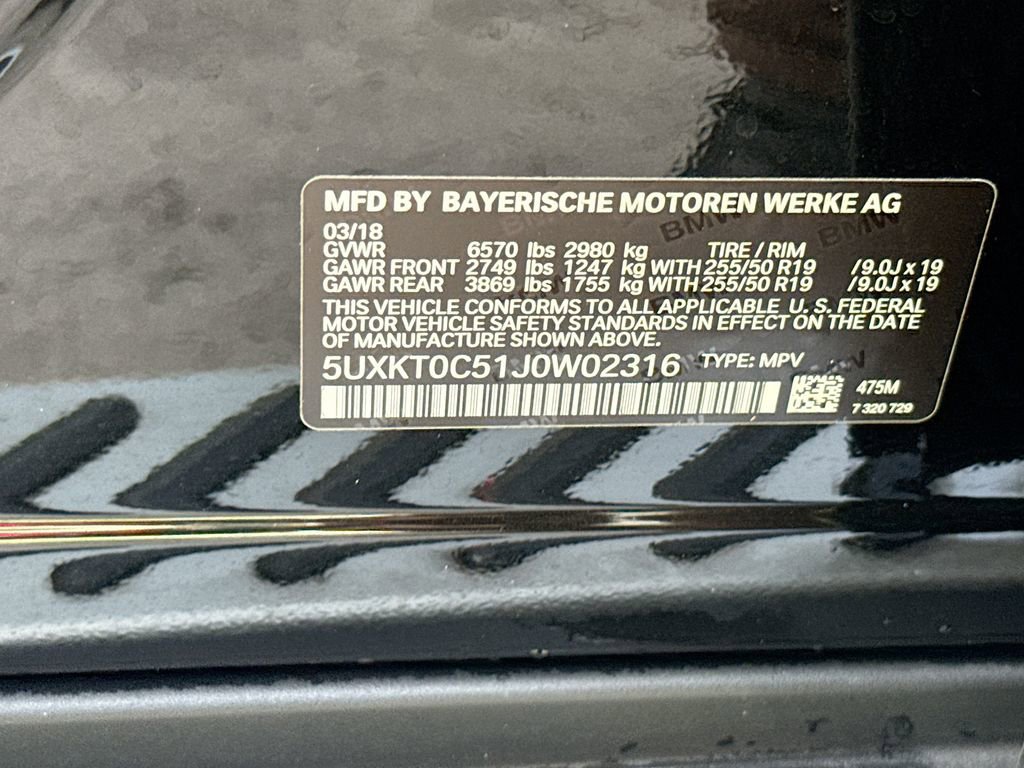 MFD BY BAYERISCHE MOTOREN WERKE AG
03/18
GVWR 6570 lbs 2980 kg TIRE / RIM
GAWR FRONT 2749 lbs 1247 kg WITH 255/50 R19 /9.0J x 19
GAWR REAR 3869 lbs 1755 kg WITH 255/50 R19 /9.0J x 19
THIS VEHICLE CONFORMS TO ALL APPLICABLE U. S. FEDERAL
MOTOR VEHICLE SAFETY STANDARDS IN EFFECT ON THE DATE
OF MANUFACTURE SHOWN ABOVE.
5UXKT0C51J0W02316 TYPE: MPV
475M
7 320 729